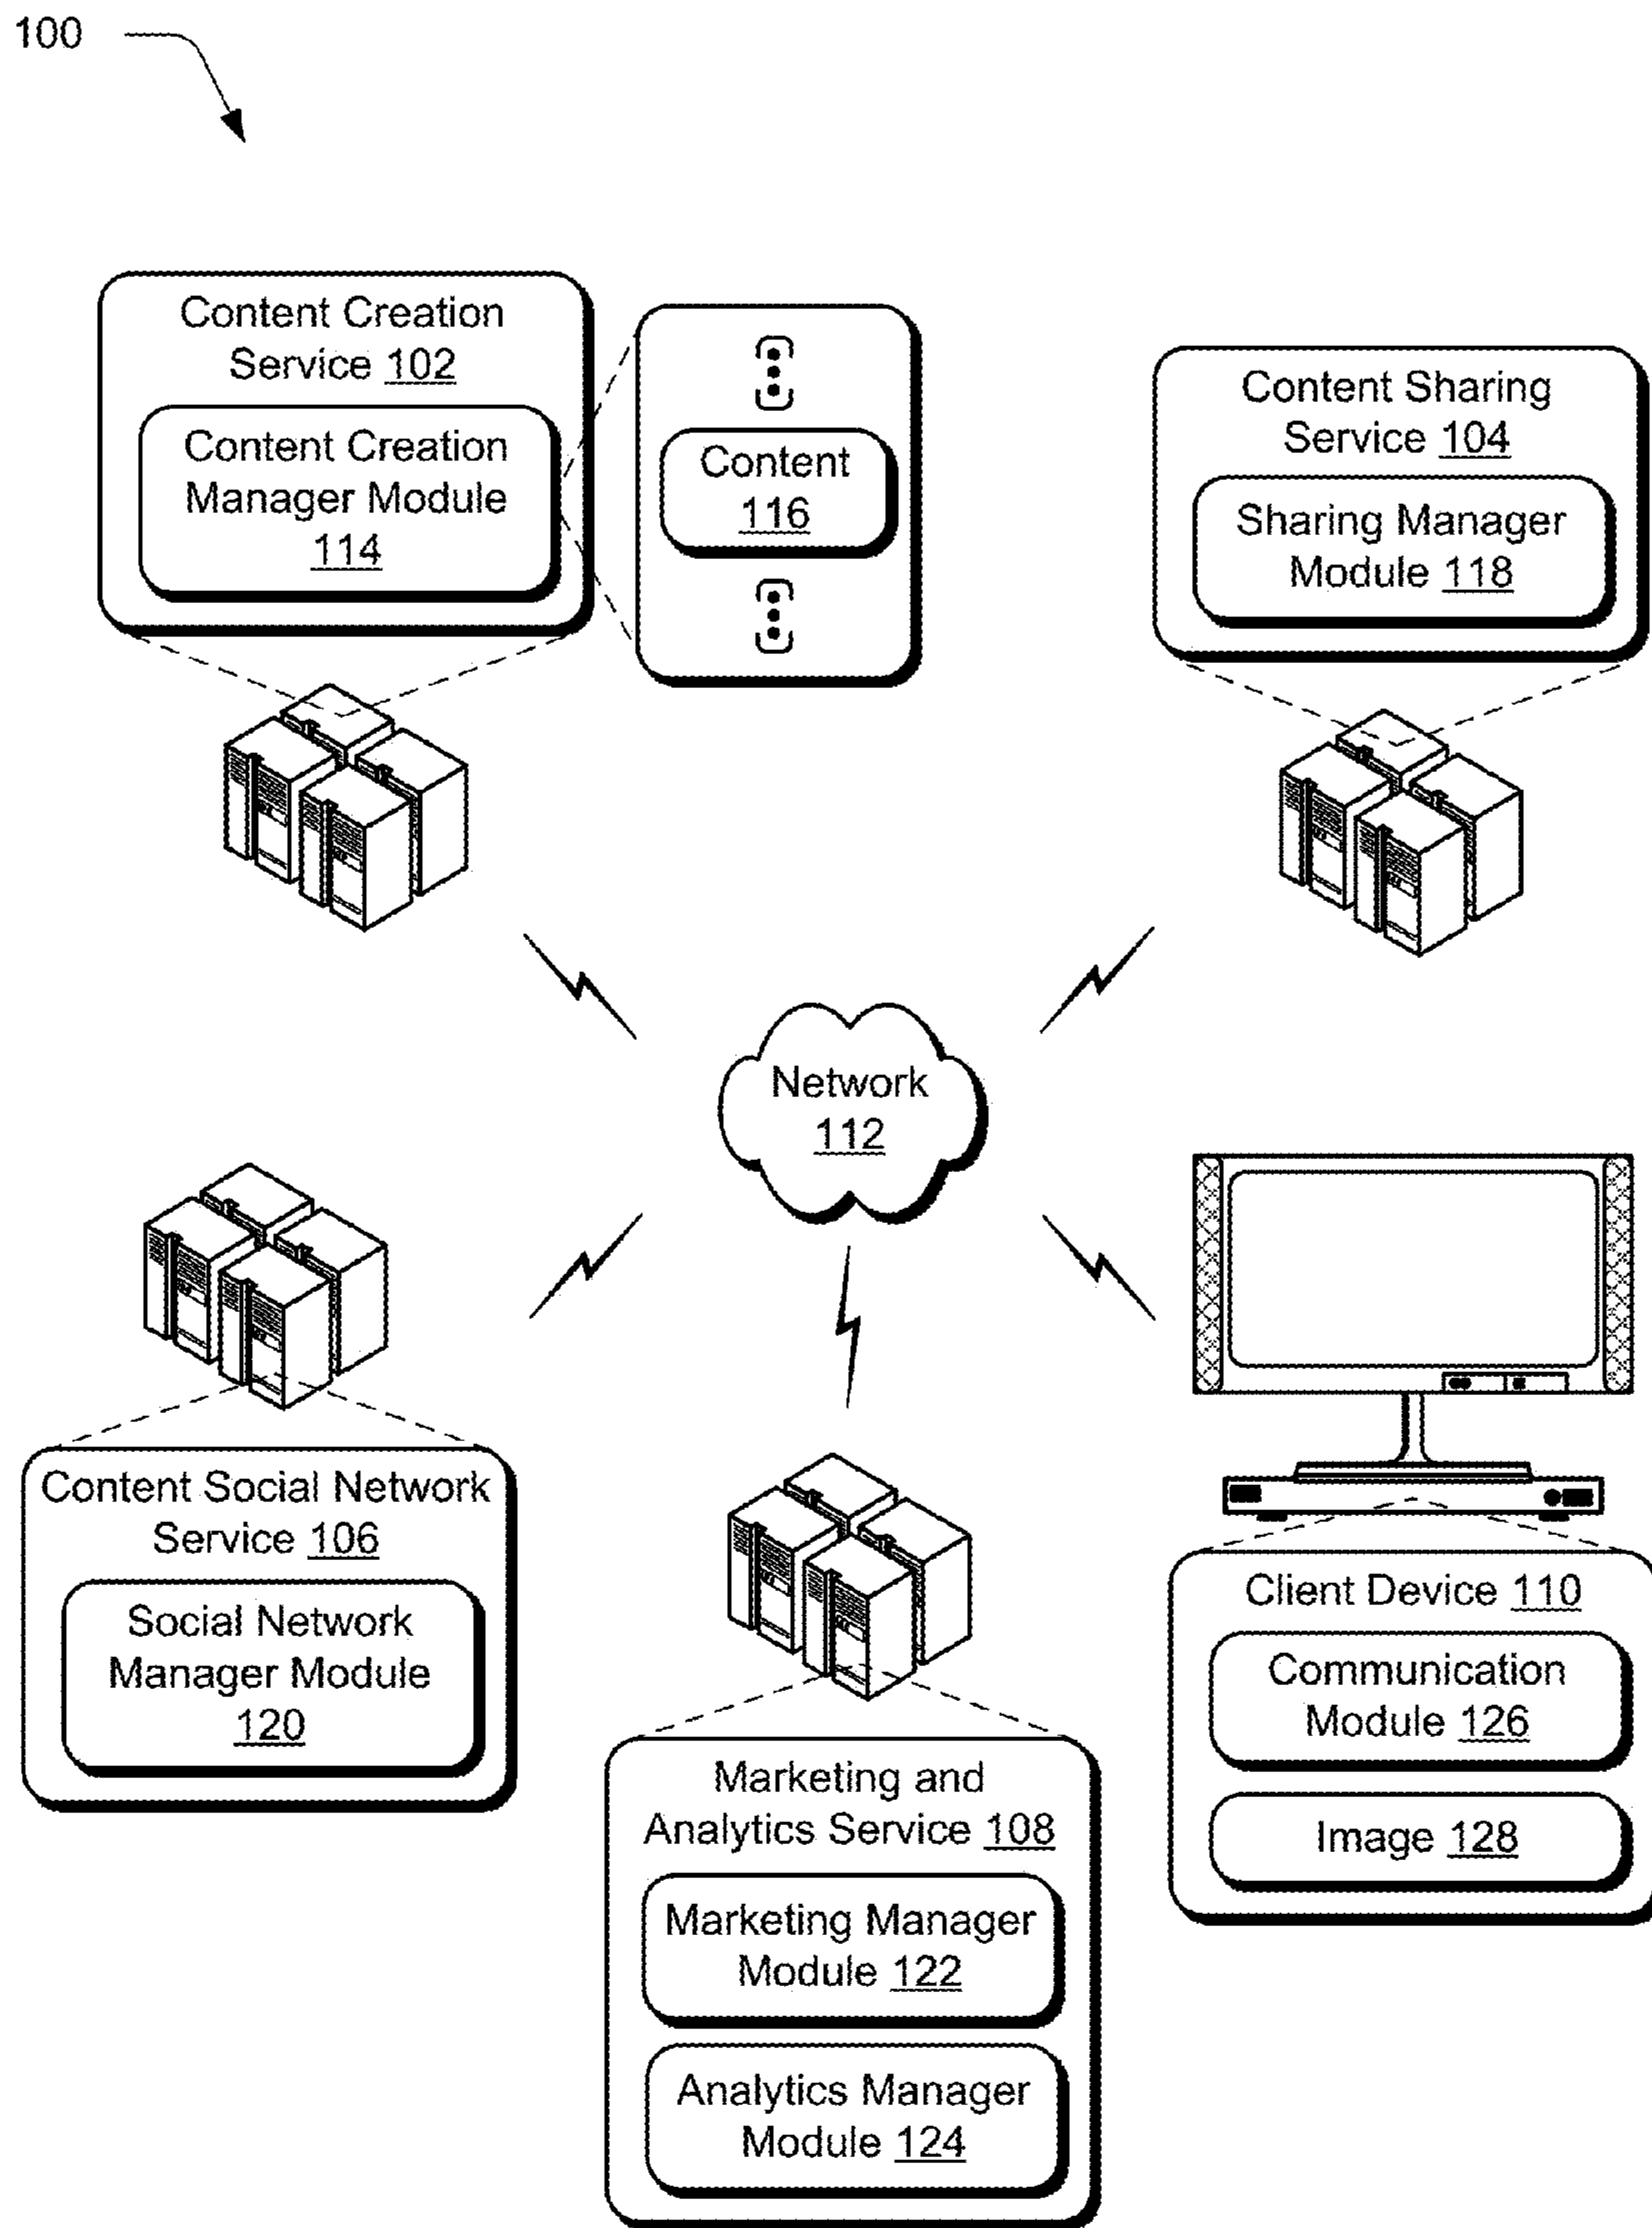 100
Content Creation
Service 102
Content Creation
Manager Module
114
Content
116
Content Sharing
Service 104
Sharing Manager
Module 118
Network
112
Content Social Network
Service 106
Social Network
Manager Module
120
Marketing and
Analytics Service 108
Marketing Manager
Module 122
Analytics Manager
Module 124
Client Device 110
Communication
Module 126
Image 128